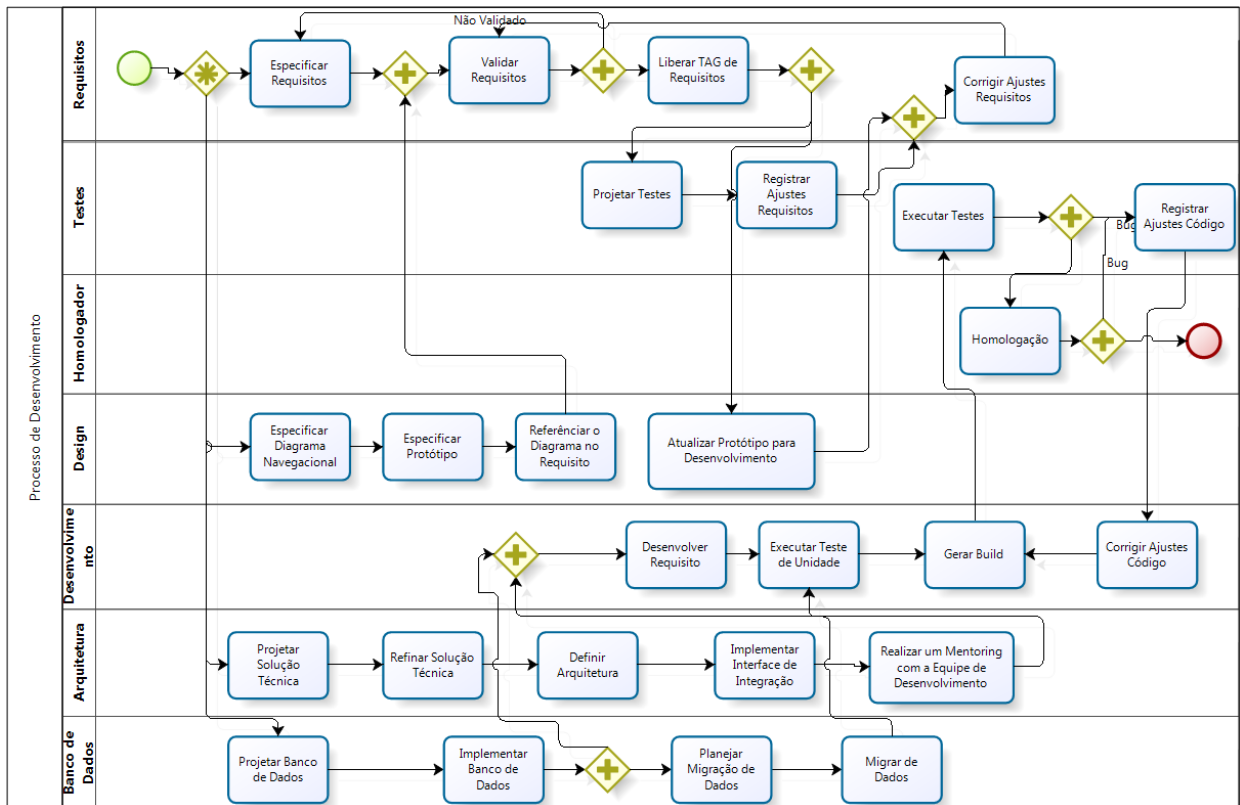 Processo de Desenvolvimento
Requisitos
Não Validado
Especificar
Requisitos
Validar
Requisitos
Liberar TAG de
Requisitos
Corrigir Ajustes
Requisitos
Testes
Projetar Testes
Registrar
Ajustes
Requisitos
Executar Testes
Registrar
Ajustes Código
Bug
Bug
Homologador
Homologação
Design
Especificar
Diagrama
Navegacional
Especificar
Protótipo
Referênciar o
Diagrama no
Requisito
Atualizar Protótipo para
Desenvolvimento
Desenvolvime
nto
Desenvolver
Requisito
Executar Teste
de Unidade
Gerar Build
Corrigir Ajustes
Código
Arquitetura
Projetar
Solução
Técnica
Refinar Solução
Técnica
Definir
Arquitetura
Implementar
Interface de
Integração
Realizar um Mentoring
com a Equipe de
Desenvolvimento
Banco de
Dados
Projetar Banco
de Dados
Implementar
Banco de
Dados
Planejar
Migração de
Dados
Migrar de
Dados